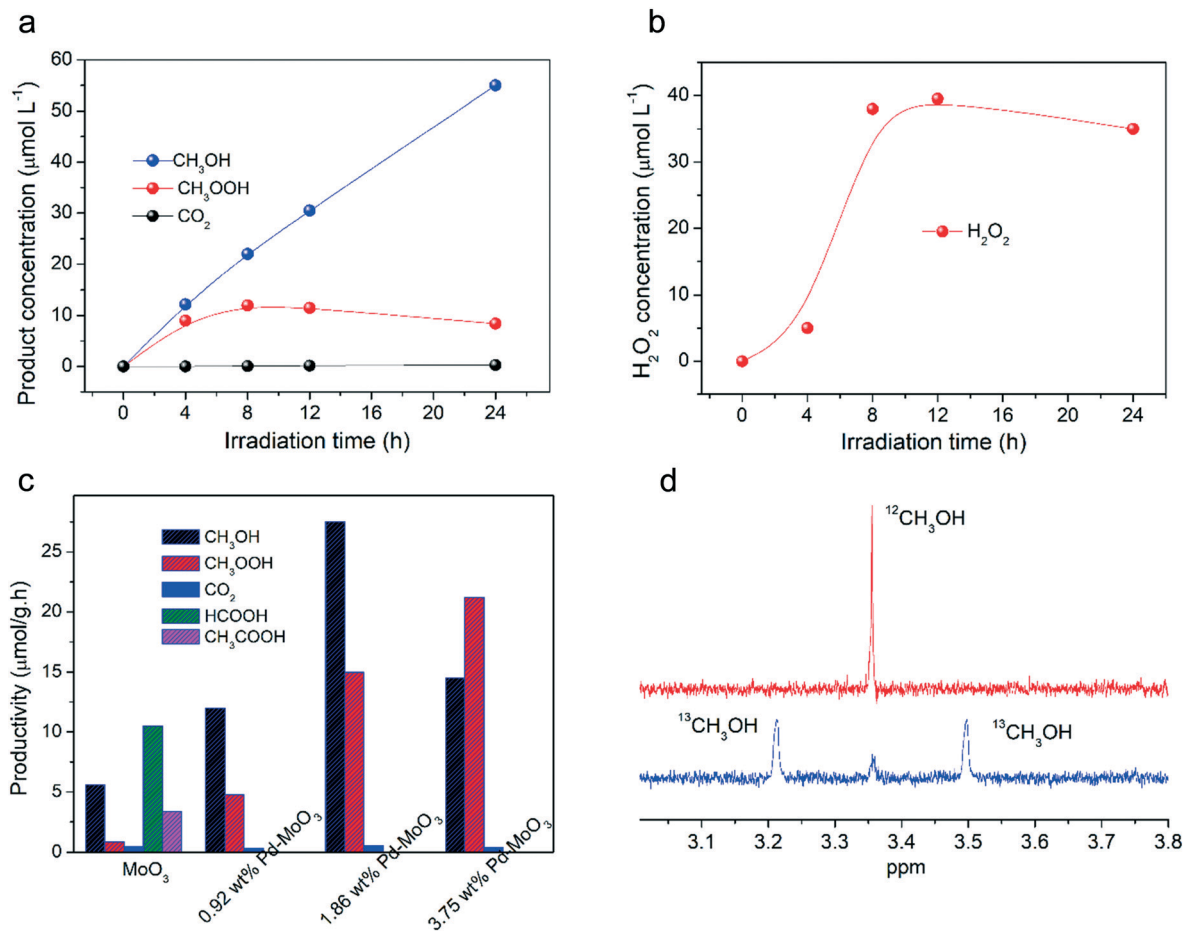 a
Product concentration (μmol L⁻¹)
60
50
40
30
20
10
0
CH₃OH
CH₃OOH
CO₂
0 4 8 12 16 20 24
Irradiation time (h)
b
H₂O₂ concentration (μmol L⁻¹)
40
30
20
10
0
H₂O₂
0 4 8 12 16 20 24
Irradiation time (h)
c
Productivity (μmol/g.h)
25
20
15
10
5
0
CH₃OH
CH₃OOH
CO₂
HCOOH
CH₃COOH
MoO₃
0.92 wt% Pd-MoO₃
1.86 wt% Pd-MoO₃
3.75 wt% Pd-MoO₃
d
¹²CH₃OH
¹³CH₃OH
¹³CH₃OH
3.1 3.2 3.3 3.4 3.5 3.6 3.7 3.8
ppm